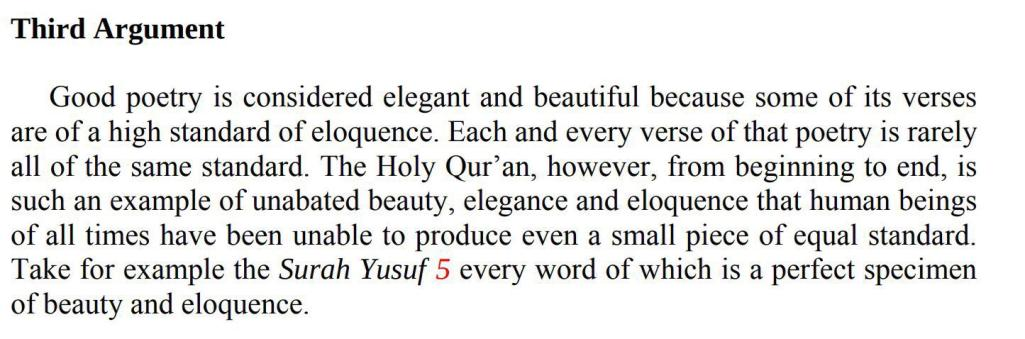 Third Argument
Good poetry is considered elegant and beautiful because some of its verses
are of a high standard of eloquence. Each and every verse of that poetry is rarely
all of the same standard. The Holy Qur’an, however, from beginning to end, is
such an example of unabated beauty, elegance and eloquence that human beings
of all times have been unable to produce even a small piece of equal standard.
Take for example the Surah Yusuf 5 every word of which is a perfect specimen
of beauty and eloquence.